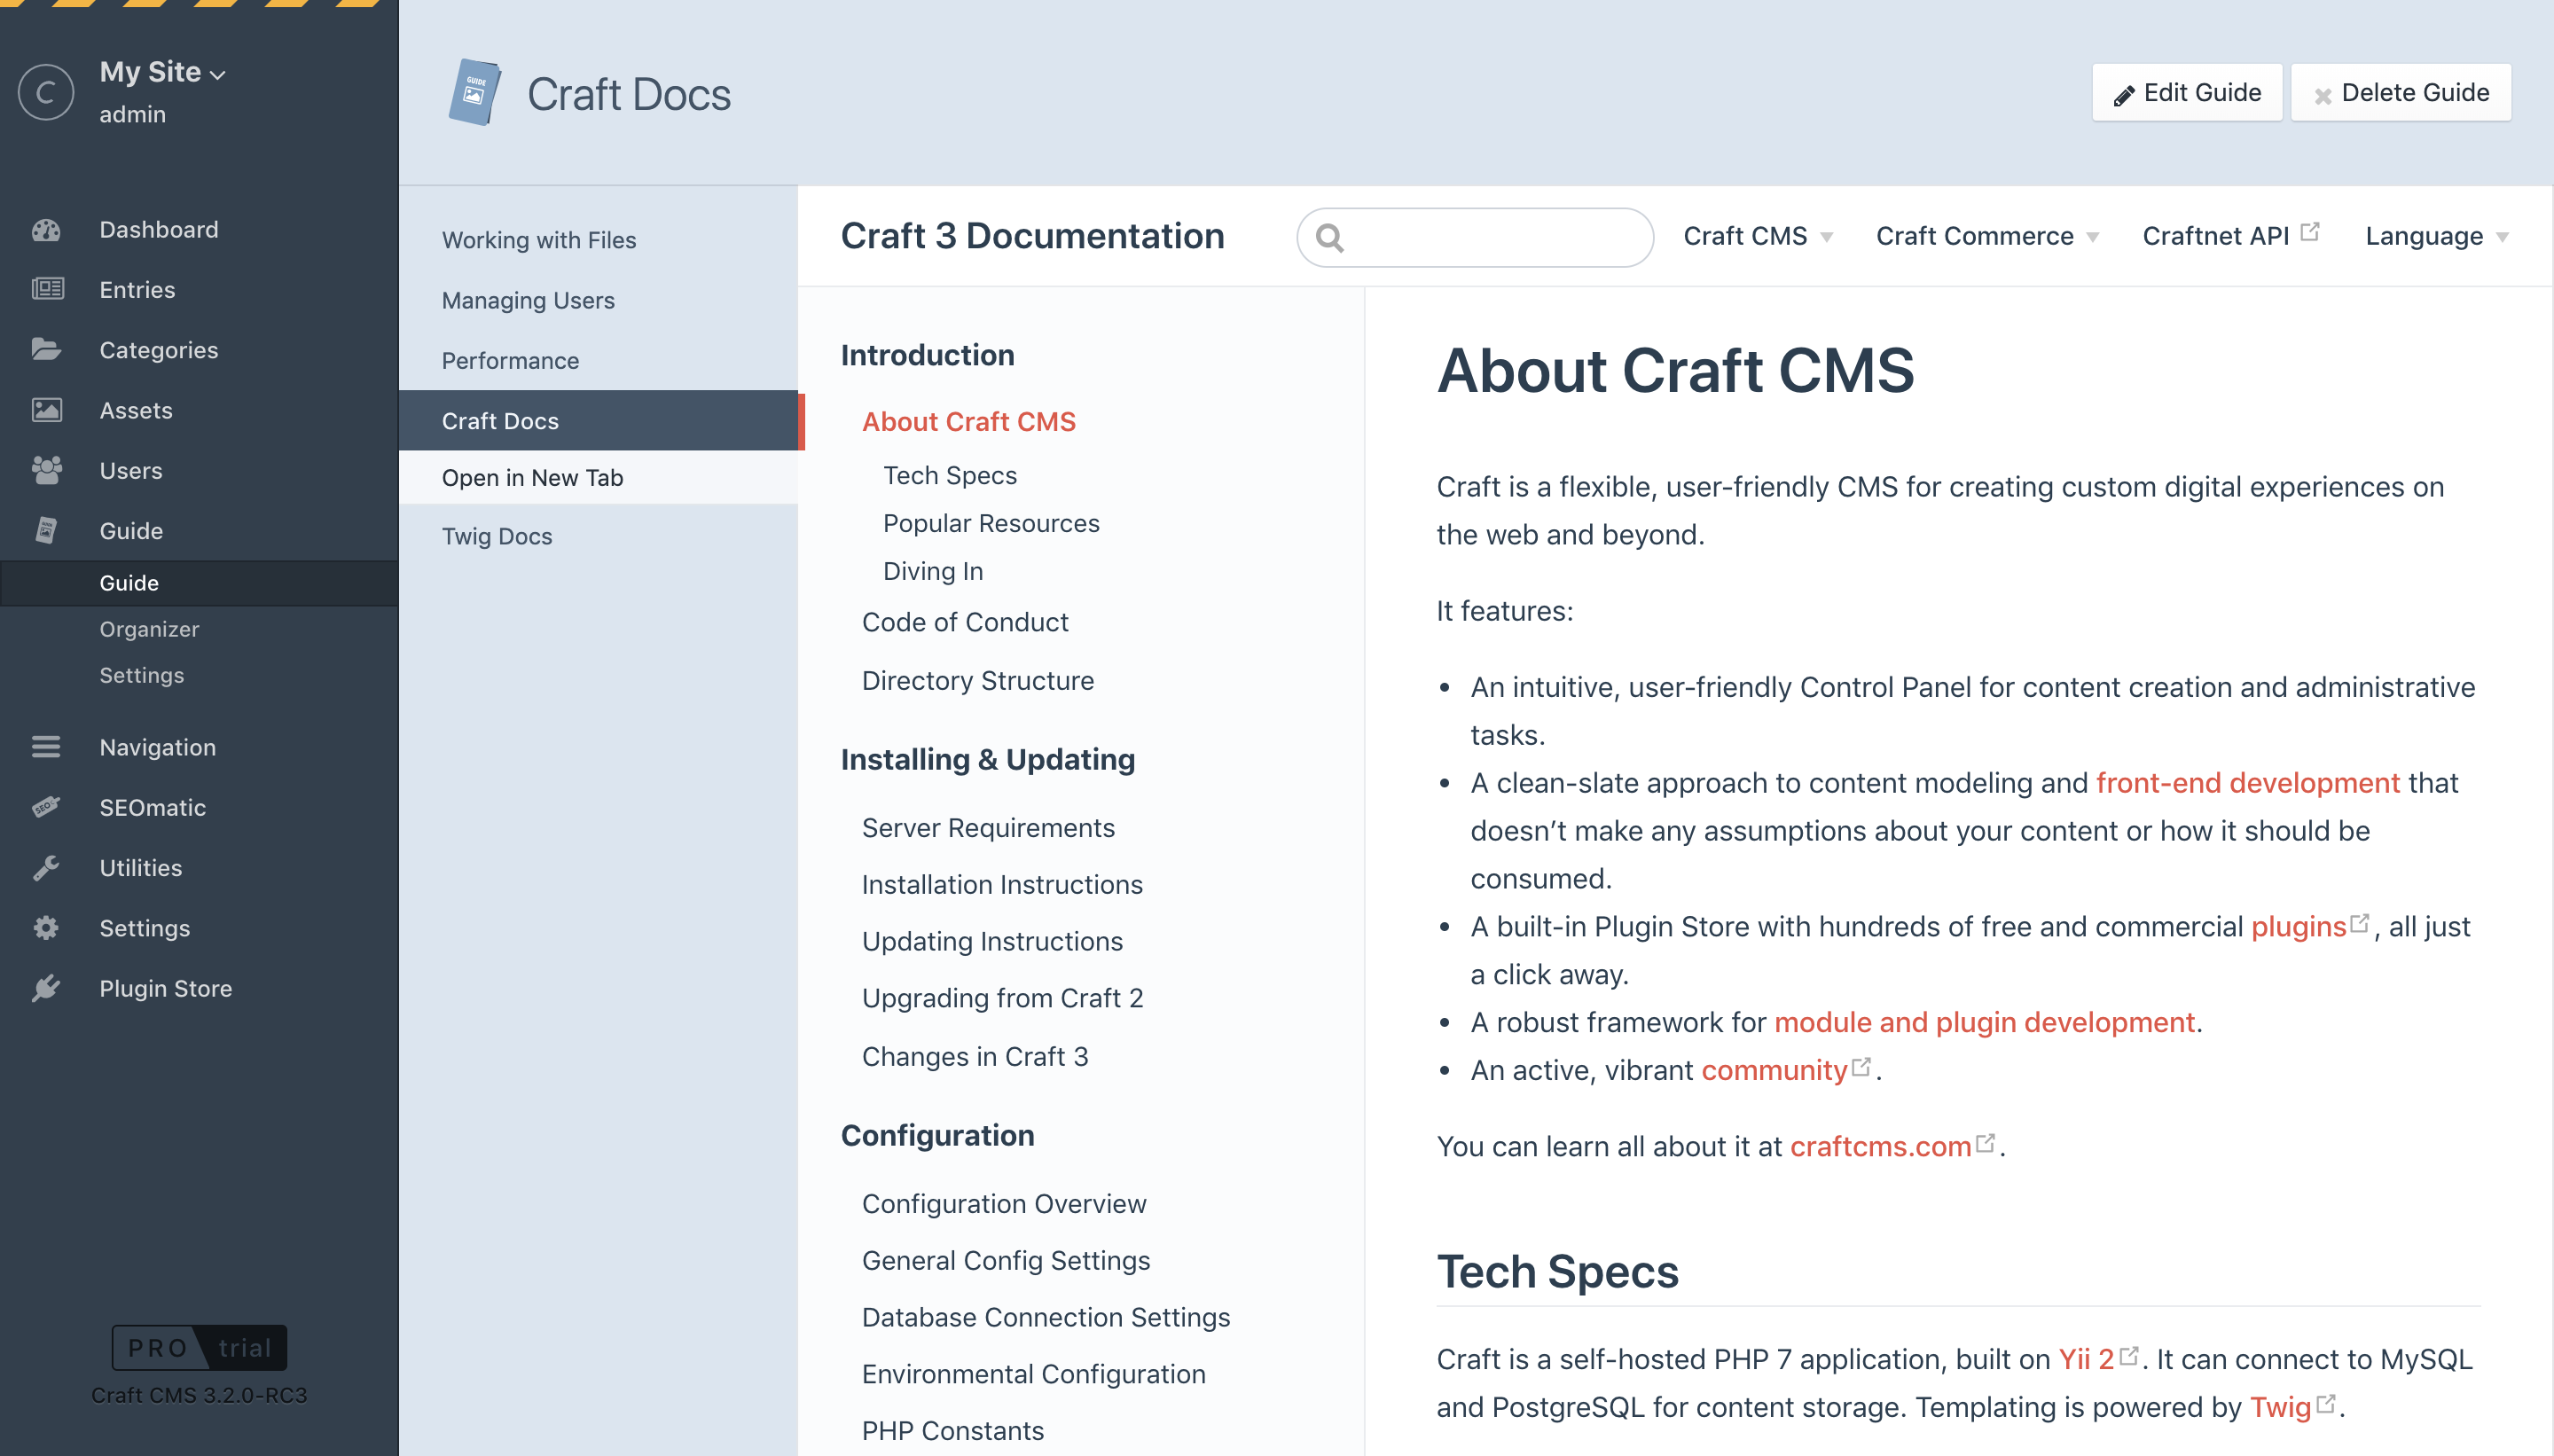 C
My Site
admin
Dashboard
Entries
Categories
Assets
Users
Guide
Guide
Organizer
Settings
Navigation
SEO
SEOmatic
Utilities
Settings
Plugin Store
PRO trial
Craft CMS 3.2.0-RC3
GUIDE
Craft Docs
Edit Guide
Delete Guide
Working with Files
Managing Users
Performance
Craft Docs
Open in New Tab
Twig Docs
Craft 3 Documentation
Craft CMS
Craft Commerce
Craftnet API
Language
Introduction
About Craft CMS
Tech Specs
Popular Resources
Diving In
Code of Conduct
Directory Structure
Installing & Updating
Server Requirements
Installation Instructions
Updating Instructions
Upgrading from Craft 2
Changes in Craft 3
Configuration
Configuration Overview
General Config Settings
Database Connection Settings
Environmental Configuration
PHP Constants
About Craft CMS
Craft is a flexible, user-friendly CMS for creating custom digital experiences on
the web and beyond.
It features:
• An intuitive, user-friendly Control Panel for content creation and administrative
tasks.
• A clean-slate approach to content modeling and front-end development that
doesn’t make any assumptions about your content or how it should be
consumed.
• A built-in Plugin Store with hundreds of free and commercial plugins, all just
a click away.
• A robust framework for module and plugin development.
• An active, vibrant community.
You can learn all about it at craftcms.com.
Tech Specs
Craft is a self-hosted PHP 7 application, built on Yii 2. It can connect to MySQL
and PostgreSQL for content storage. Templating is powered by Twig.